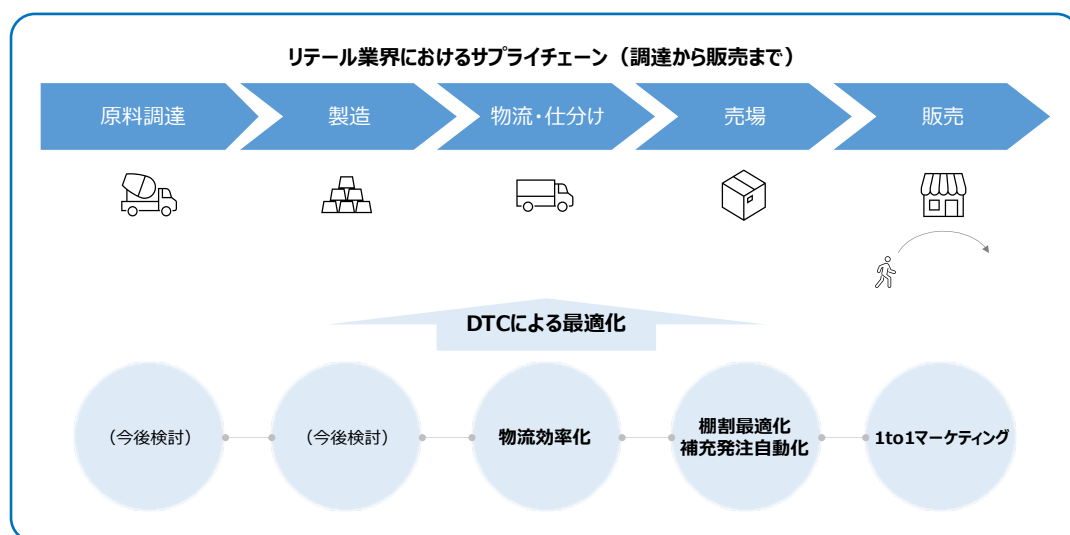 リテール業界におけるサプライチェーン（調達から販売まで）
原料調達
製造
物流・仕分け
売場
販売
DTCによる最適化
（今後検討）
（今後検討）
物流効率化
棚割最適化
補充発注自動化
1to1マーケティング